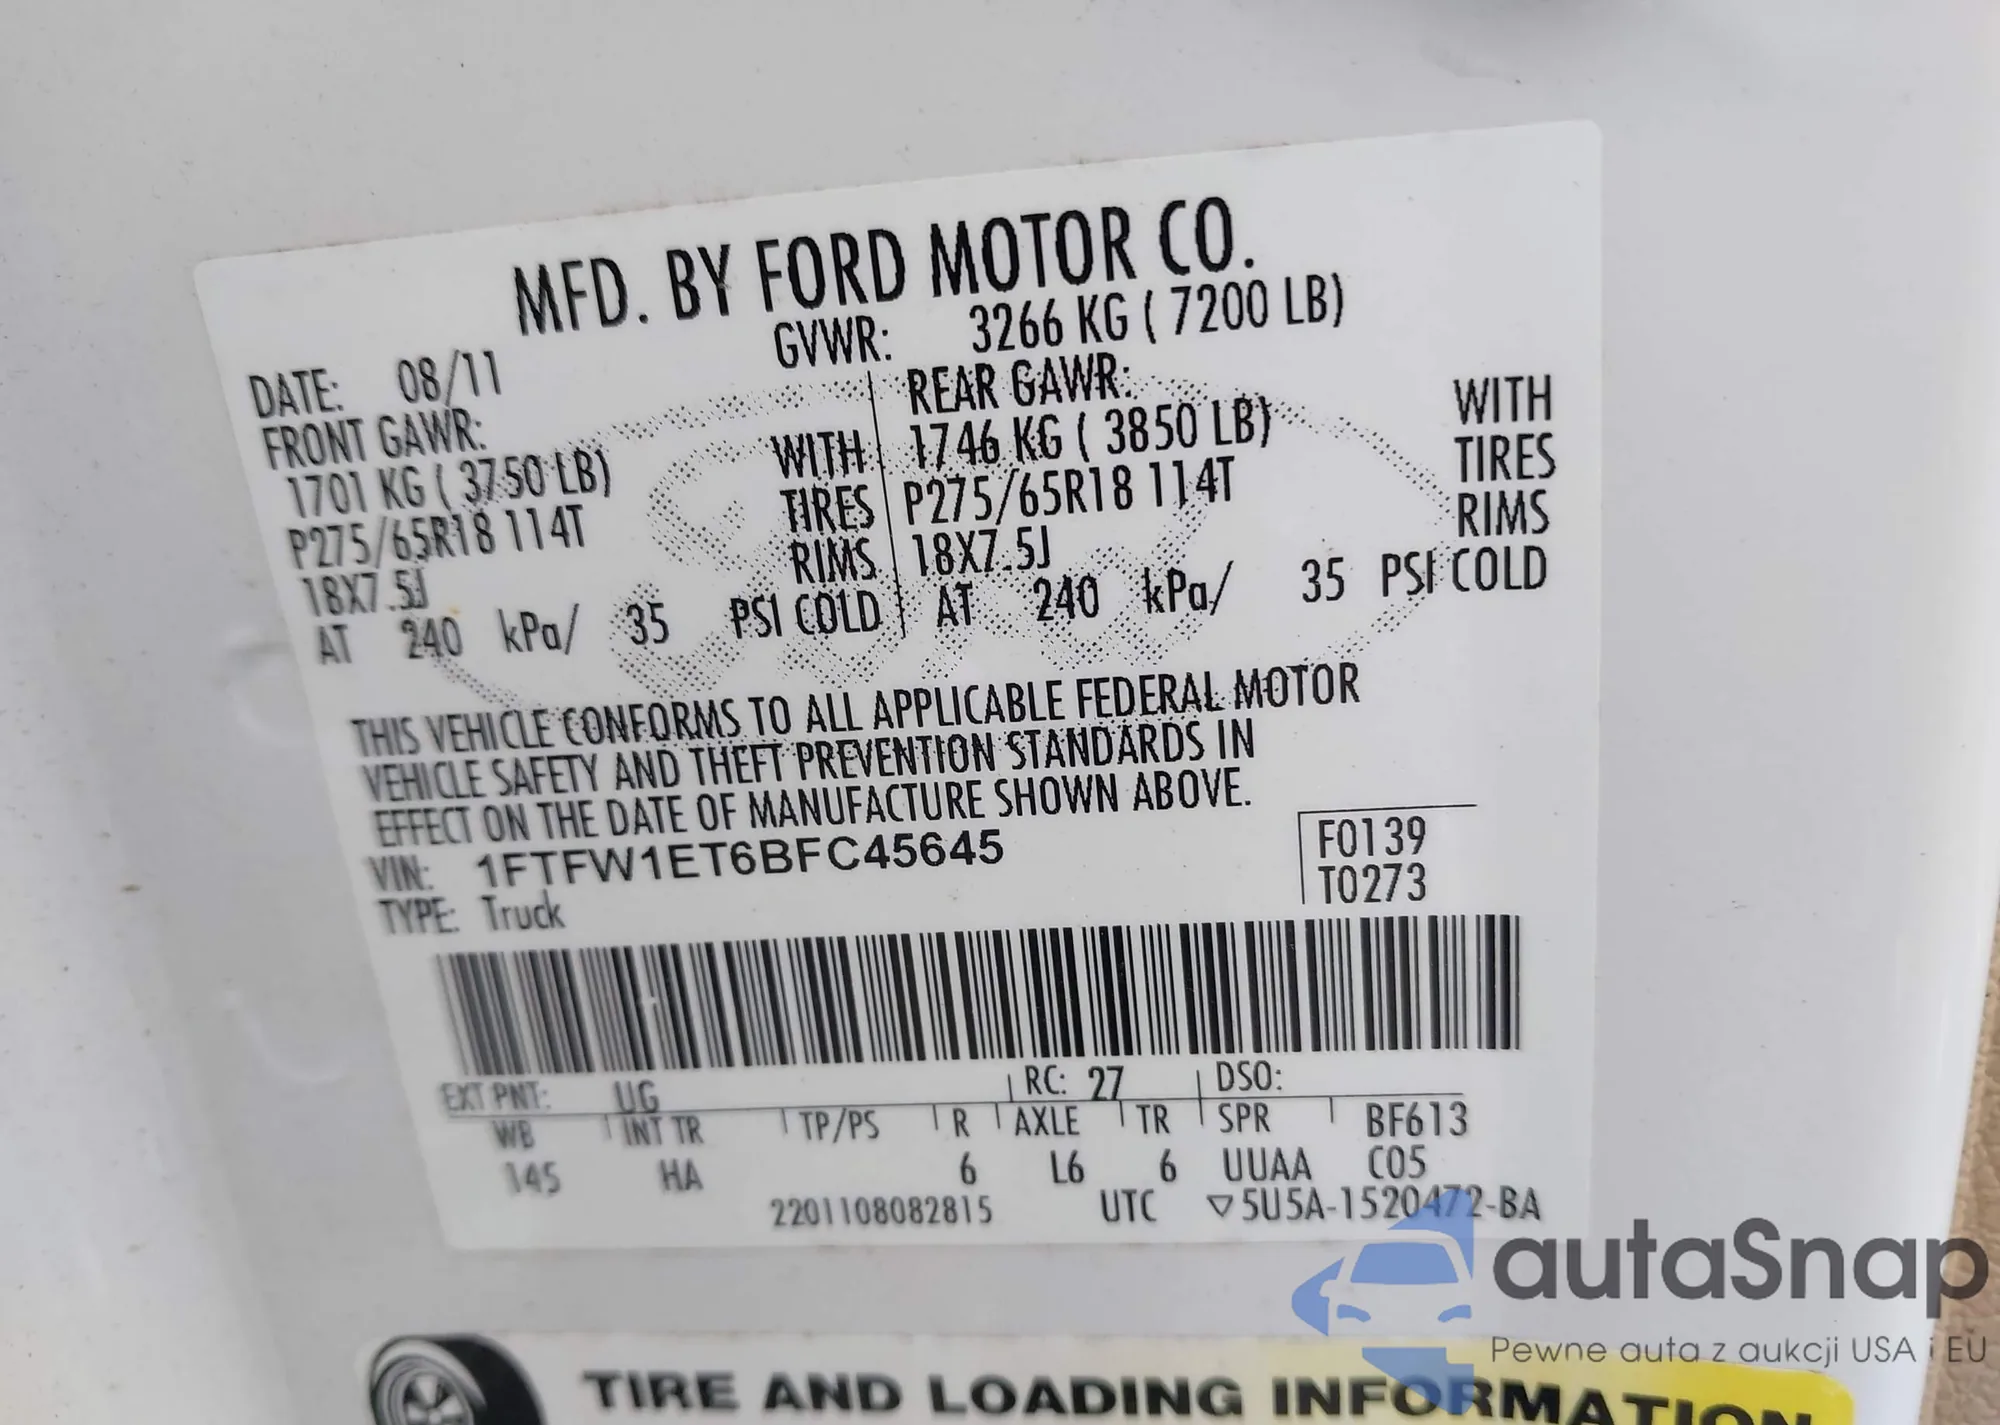 MFD. BY FORD MOTOR CO.
DATE: 08/11 GVWR: 3266 KG ( 7200 LB)
FRONT GAWR: REAR GAWR:
1701 KG ( 3750 LB) WITH 1746 KG ( 3850 LB) WITH
P275/65R18 114T TIRES P275/65R18 114T TIRES
18X7.5J RIMS 18X7.5J RIMS
AT 240 kPa/ 35 PSI COLD AT 240 kPa/ 35 PSI COLD
THIS VEHICLE CONFORMS TO ALL APPLICABLE FEDERAL MOTOR
VEHICLE SAFETY AND THEFT PREVENTION STANDARDS IN
EFFECT ON THE DATE OF MANUFACTURE SHOWN ABOVE.
VIN: 1FTFW1ET6BFC45645 F0139
TYPE: Truck T0273
EXT PNT: UG RC: 27 DSO:
WB INT TR TP/PS R AXLE TR SPR BF613
145 HA 6 L6 6 UUAA C05
2201108082815 UTC ▽5U5A-1520472-BA
autaSnap
Pewne auta z aukcji USA i EU
TIRE AND LOADING INFORMATION